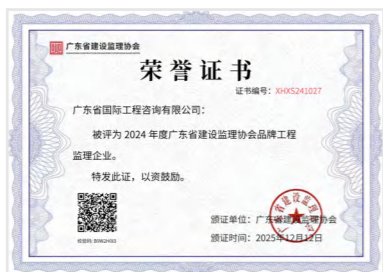 广东省建设监理协会
荣誉证书
证书编号：XHXS241027
广东省国际工程咨询有限公司：
被评为 2024 年度广东省建设监理协会品牌工程
监理企业。
特发此证，以资鼓励。
颁证单位：广东省建设监理协会
颁证时间：2025年12月12日